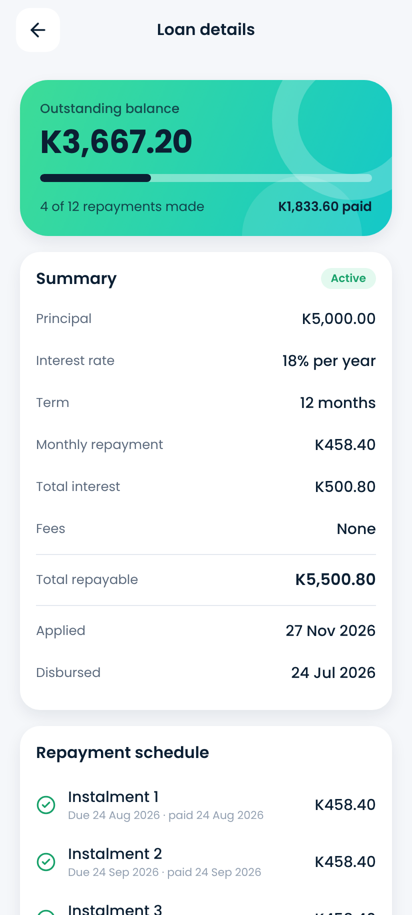 Loan details
Outstanding balance
K3,667.20
4 of 12 repayments made K1,833.60 paid
Summary Active
Principal K5,000.00
Interest rate 18% per year
Term 12 months
Monthly repayment K458.40
Total interest K500.80
Fees None
Total repayable K5,500.80
Applied 27 Nov 2026
Disbursed 24 Jul 2026
Repayment schedule
Instalment 1 K458.40
Due 24 Aug 2026 · paid 24 Aug 2026
Instalment 2 K458.40
Due 24 Sep 2026 · paid 24 Sep 2026
Instalment 3